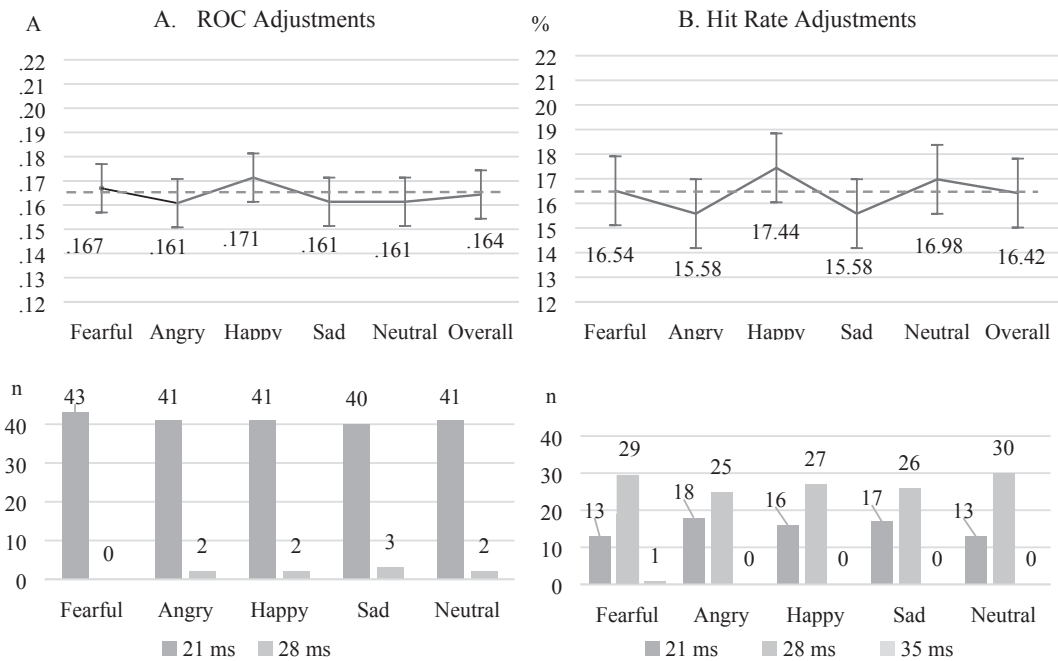 A. ROC Adjustments
A
.22
.21
.20
.19
.18
.17
.16
.15
.14
.13
.12
.167
.161
.171
.161
.161
.164
Fearful Angry Happy Sad Neutral Overall
B. Hit Rate Adjustments
%
22
21
20
19
18
17
16
15
14
13
12
16.54
15.58
17.44
15.58
16.98
16.42
Fearful Angry Happy Sad Neutral Overall
n
40
30
20
10
0
43 41 41 40 41
0 2 2 3 2
Fearful Angry Happy Sad Neutral
21 ms 28 ms
n
40
30
20
10
0
13 29 1
18 25 0
16 27 0
17 26 0
13 30 0
Fearful Angry Happy Sad Neutral
21 ms 28 ms 35 ms